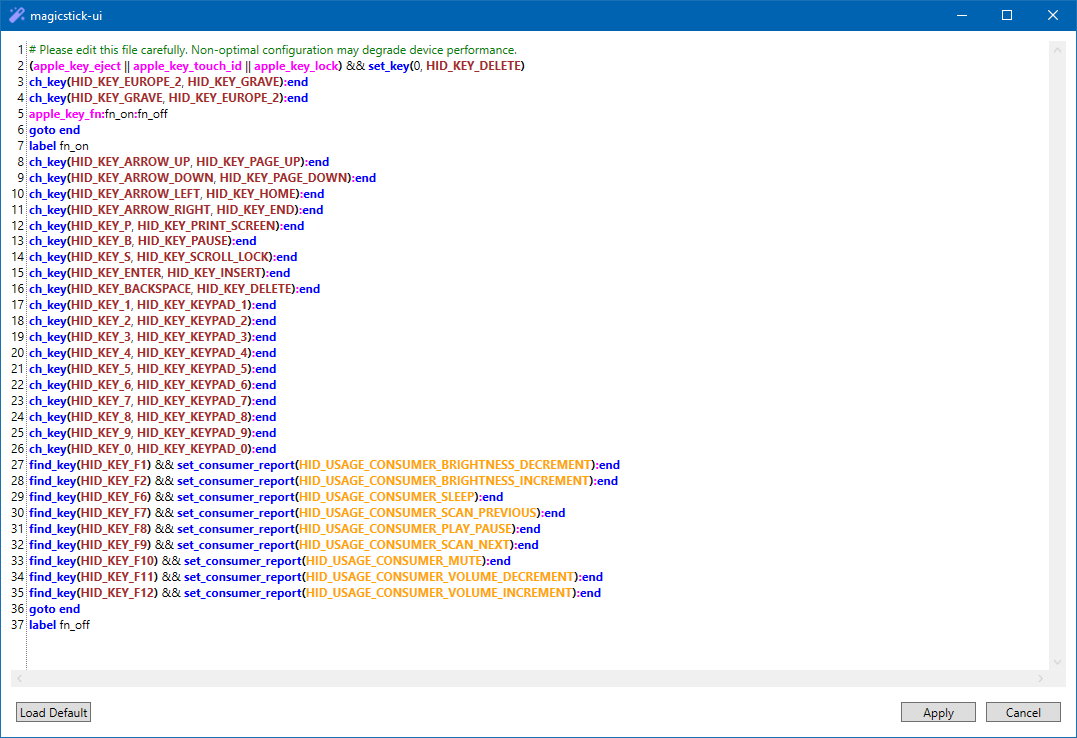 magicstick-ui
1 # Please edit this file carefully. Non-optimal configuration may degrade device performance.
2 (apple_key_eject || apple_key_touch_id || apple_key_lock) && set_key(0, HID_KEY_DELETE)
3 ch_key(HID_KEY_EUROPE_2, HID_KEY_GRAVE):end
4 ch_key(HID_KEY_GRAVE, HID_KEY_EUROPE_2):end
5 apple_key_fn:fn_on:fn_off
6 goto end
7 label fn_on
8 ch_key(HID_KEY_ARROW_UP, HID_KEY_PAGE_UP):end
9 ch_key(HID_KEY_ARROW_DOWN, HID_KEY_PAGE_DOWN):end
10 ch_key(HID_KEY_ARROW_LEFT, HID_KEY_HOME):end
11 ch_key(HID_KEY_ARROW_RIGHT, HID_KEY_END):end
12 ch_key(HID_KEY_P, HID_KEY_PRINT_SCREEN):end
13 ch_key(HID_KEY_B, HID_KEY_PAUSE):end
14 ch_key(HID_KEY_S, HID_KEY_SCROLL_LOCK):end
15 ch_key(HID_KEY_ENTER, HID_KEY_INSERT):end
16 ch_key(HID_KEY_BACKSPACE, HID_KEY_DELETE):end
17 ch_key(HID_KEY_1, HID_KEY_KEYPAD_1):end
18 ch_key(HID_KEY_2, HID_KEY_KEYPAD_2):end
19 ch_key(HID_KEY_3, HID_KEY_KEYPAD_3):end
20 ch_key(HID_KEY_4, HID_KEY_KEYPAD_4):end
21 ch_key(HID_KEY_5, HID_KEY_KEYPAD_5):end
22 ch_key(HID_KEY_6, HID_KEY_KEYPAD_6):end
23 ch_key(HID_KEY_7, HID_KEY_KEYPAD_7):end
24 ch_key(HID_KEY_8, HID_KEY_KEYPAD_8):end
25 ch_key(HID_KEY_9, HID_KEY_KEYPAD_9):end
26 ch_key(HID_KEY_0, HID_KEY_KEYPAD_0):end
27 find_key(HID_KEY_F1) && set_consumer_report(HID_USAGE_CONSUMER_BRIGHTNESS_DECREMENT):end
28 find_key(HID_KEY_F2) && set_consumer_report(HID_USAGE_CONSUMER_BRIGHTNESS_INCREMENT):end
29 find_key(HID_KEY_F6) && set_consumer_report(HID_USAGE_CONSUMER_SLEEP):end
30 find_key(HID_KEY_F7) && set_consumer_report(HID_USAGE_CONSUMER_SCAN_PREVIOUS):end
31 find_key(HID_KEY_F8) && set_consumer_report(HID_USAGE_CONSUMER_PLAY_PAUSE):end
32 find_key(HID_KEY_F9) && set_consumer_report(HID_USAGE_CONSUMER_SCAN_NEXT):end
33 find_key(HID_KEY_F10) && set_consumer_report(HID_USAGE_CONSUMER_MUTE):end
34 find_key(HID_KEY_F11) && set_consumer_report(HID_USAGE_CONSUMER_VOLUME_DECREMENT):end
35 find_key(HID_KEY_F12) && set_consumer_report(HID_USAGE_CONSUMER_VOLUME_INCREMENT):end
36 goto end
37 label fn_off
Load Default Apply Cancel